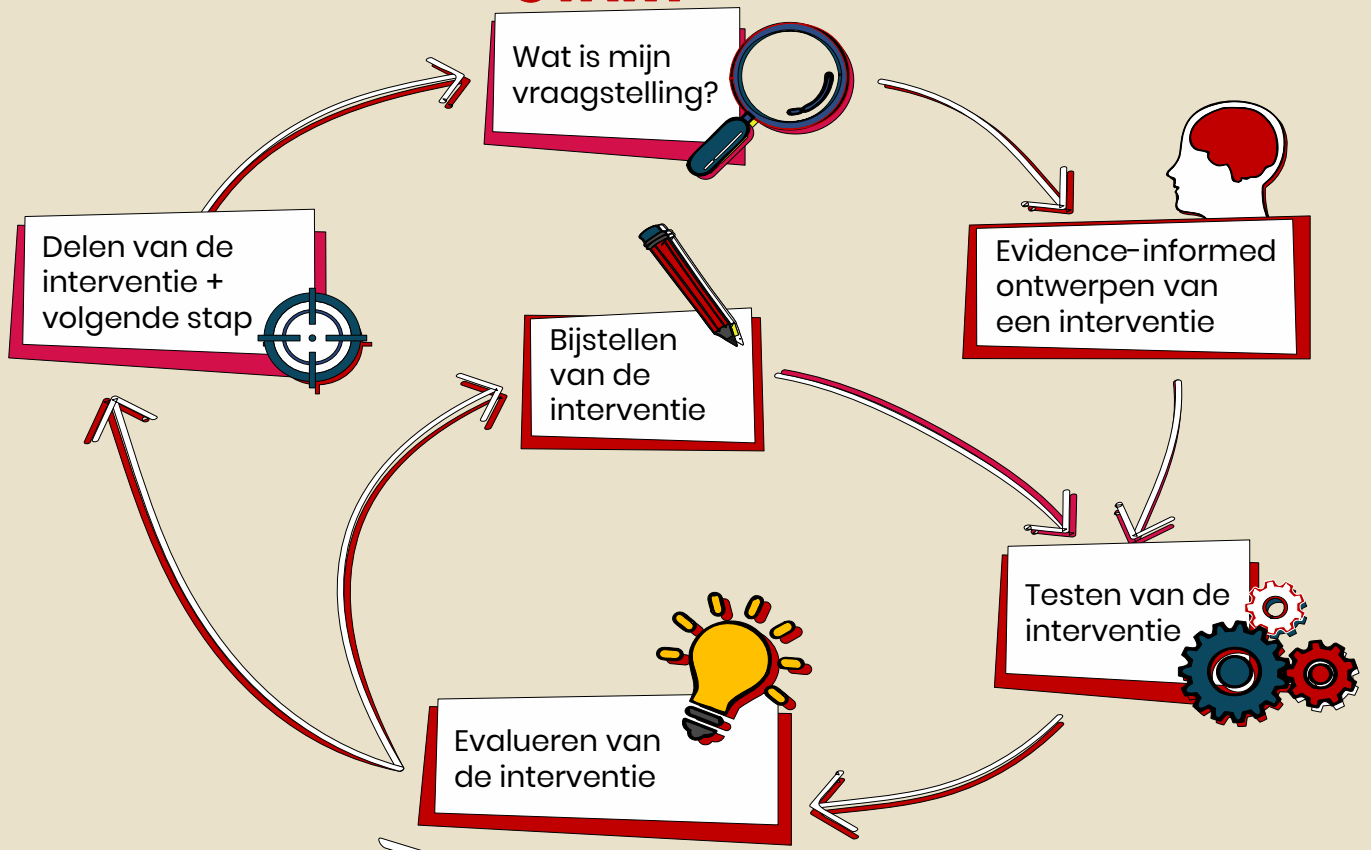 Wat is mijn
vraagstelling?
Evidence-informed
ontwerpen van
een interventie
Delen van de
interventie +
volgende stap
Bijstellen
van de
interventie
Testen van de
interventie
Evalueren van
de interventie